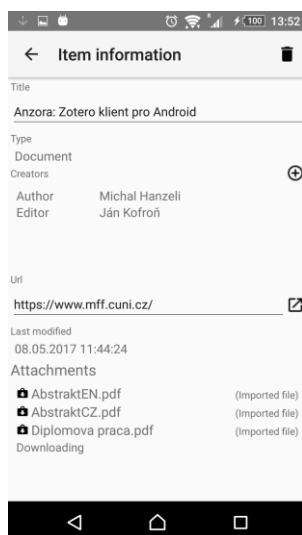 100 13:52
Item information
Title
Anzora: Zotero klient pro Android
Type
Document
Creators
Author Michal Hanzeli
Editor Ján Kofroň
Url
https://www.mff.cuni.cz/
Last modified
08.05.2017 11:44:24
Attachments
AbstraktEN.pdf (Imported file)
AbstraktCZ.pdf (Imported file)
Diplomova praca.pdf (Imported file)
Downloading